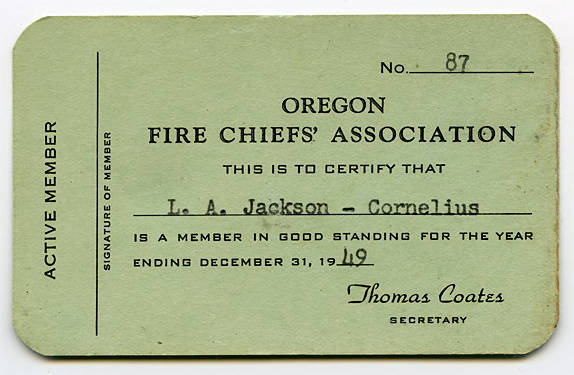 No. 87
OREGON
FIRE CHIEFS' ASSOCIATION
THIS IS TO CERTIFY THAT
L. A. Jackson - Cornelius
IS A MEMBER IN GOOD STANDING FOR THE YEAR
ENDING DECEMBER 31, 1949
Thomas Coates
SECRETARY
ACTIVE MEMBER
SIGNATURE OF MEMBER